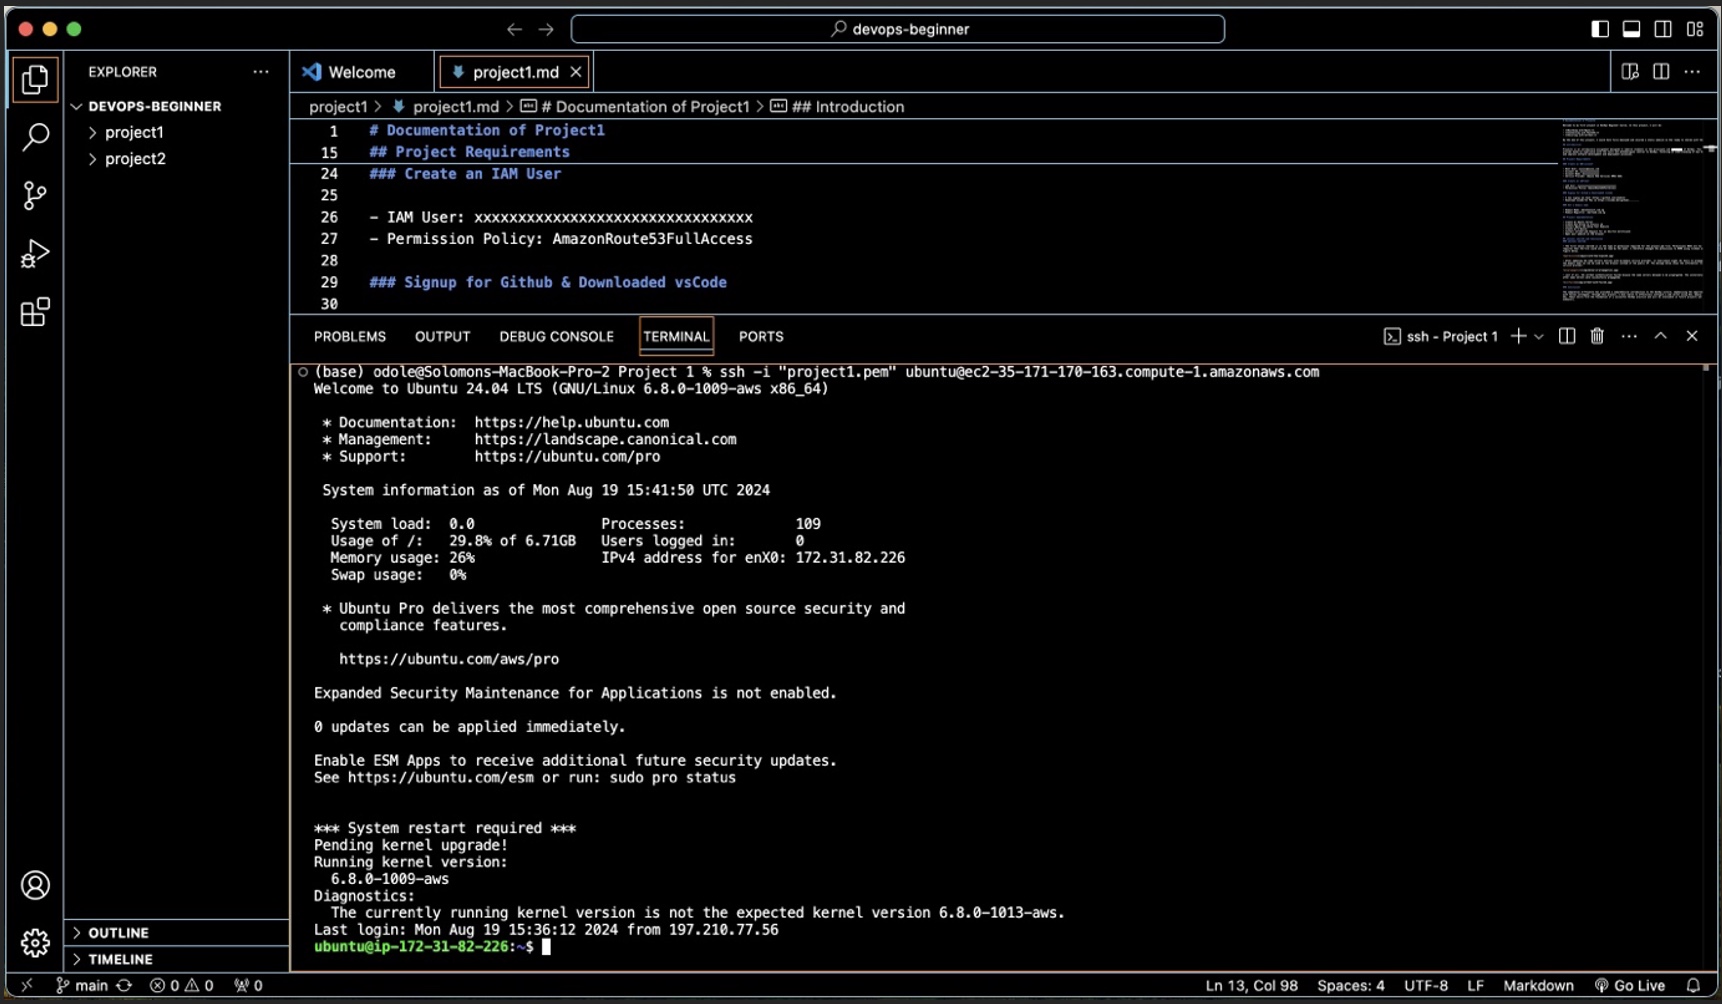 devops-beginner
EXPLORER
DEVOPS-BEGINNER
project1
project2
OUTLINE
TIMELINE
Welcome
project1.md
project1 > project1.md > # Documentation of Project1 > ## Introduction
1 # Documentation of Project1
15 ## Project Requirements
24 ### Create an IAM User
25
26 - IAM User: xxxxxxxxxxxxxxxxxxxxxxxxxxxxxxxxx
27 - Permission Policy: AmazonRoute53FullAccess
28
29 ### Signup for Github & Downloaded vsCode
30
PROBLEMS OUTPUT DEBUG CONSOLE TERMINAL PORTS ssh - Project 1
(base) odole@Solomons-MacBook-Pro-2 Project 1 % ssh -i "project1.pem" ubuntu@ec2-35-171-170-163.compute-1.amazonaws.com
Welcome to Ubuntu 24.04 LTS (GNU/Linux 6.8.0-1009-aws x86_64)
* Documentation: https://help.ubuntu.com
* Management: https://landscape.canonical.com
* Support: https://ubuntu.com/pro
System information as of Mon Aug 19 15:41:50 UTC 2024
System load: 0.0 Processes: 109
Usage of /: 29.8% of 6.71GB Users logged in: 0
Memory usage: 26% IPv4 address for enX0: 172.31.82.226
Swap usage: 0%
* Ubuntu Pro delivers the most comprehensive open source security and
compliance features.
https://ubuntu.com/aws/pro
Expanded Security Maintenance for Applications is not enabled.
0 updates can be applied immediately.
Enable ESM Apps to receive additional future security updates.
See https://ubuntu.com/esm or run: sudo pro status
*** System restart required ***
Pending kernel upgrade!
Running kernel version:
6.8.0-1009-aws
Diagnostics:
The currently running kernel version is not the expected kernel version 6.8.0-1013-aws.
Last login: Mon Aug 19 15:36:12 2024 from 197.210.77.56
ubuntu@ip-172-31-82-226:~$
main 0 0 0 Ln 13, Col 98 Spaces: 4 UTF-8 LF Markdown Go Live